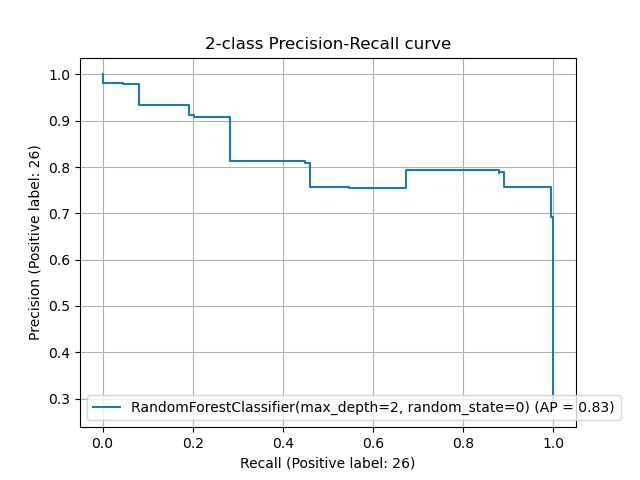 2-class Precision-Recall curve
1.0
0.9
0.8
0.7
0.6
0.5
0.4
0.3
Precision (Positive label: 26)
RandomForestClassifier(max_depth=2, random_state=0) (AP = 0.83)
0.0 0.2 0.4 0.6 0.8 1.0
Recall (Positive label: 26)